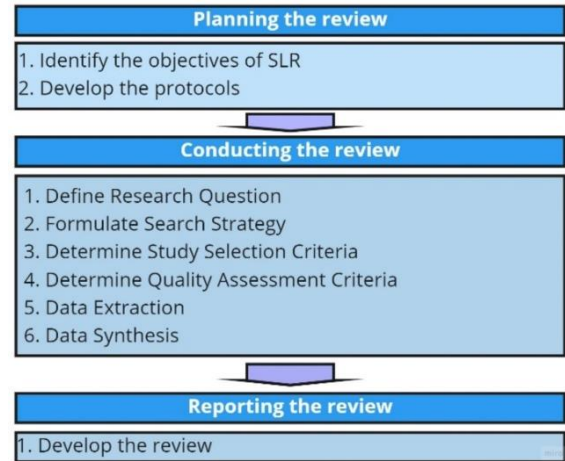 Planning the review
1. Identify the objectives of SLR
2. Develop the protocols
Conducting the review
1. Define Research Question
2. Formulate Search Strategy
3. Determine Study Selection Criteria
4. Determine Quality Assessment Criteria
5. Data Extraction
6. Data Synthesis
Reporting the review
1. Develop the review